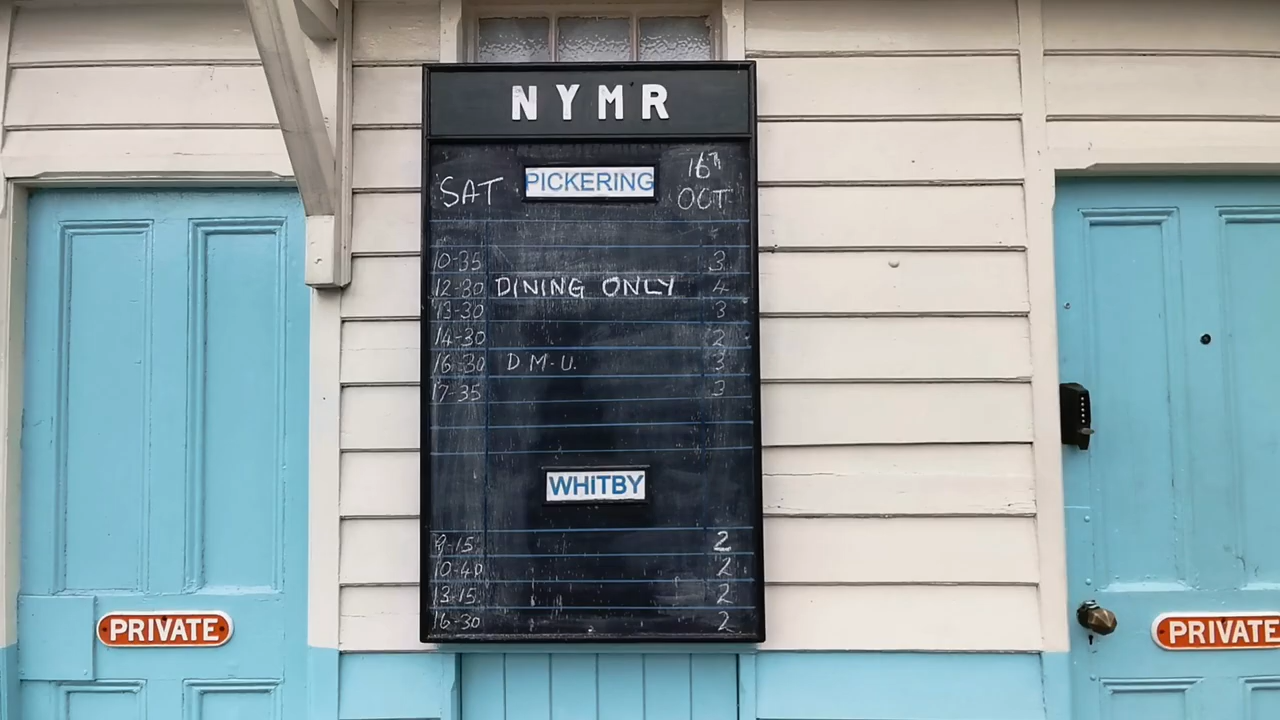 NYMR
SAT PICKERING 16TH OCT
10-35 3
12-30 DINING ONLY 4
13-30 3
14-30 2
16-30 D M-U. 3
17-35 3
WHITBY
9-15 2
10-40 2
13-15 2
16-30 2
PRIVATE
PRIVATE